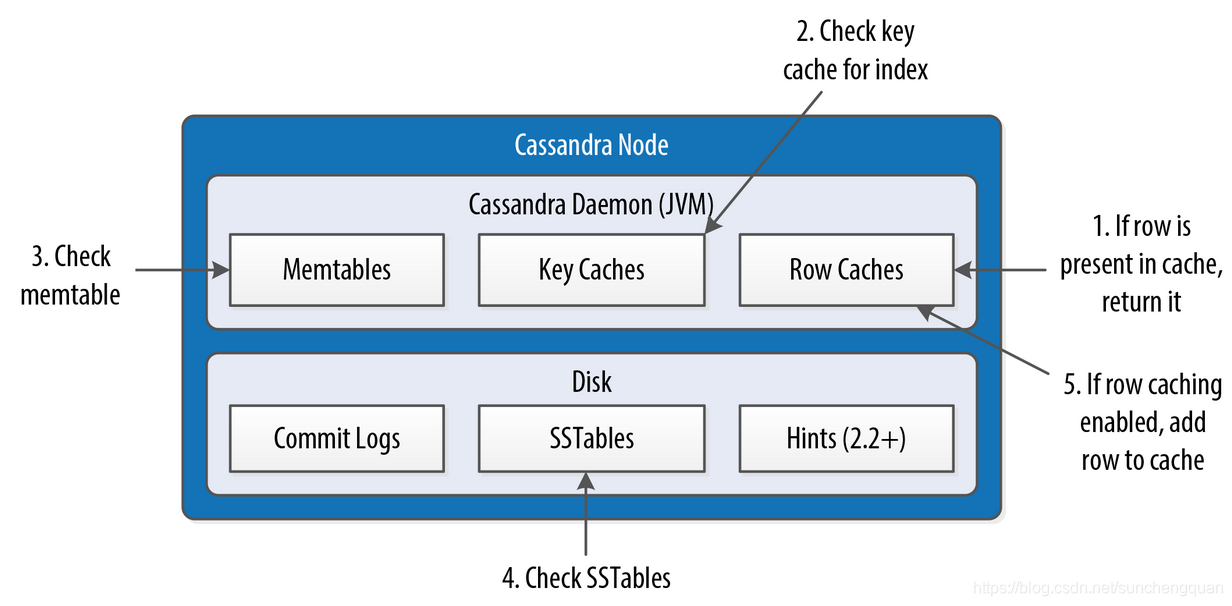 2. Check key
cache for index
Cassandra Node
Cassandra Daemon (JVM)
3. Check
memtable
Memtables
Key Caches
Row Caches
1. If row is
present in cache,
return it
Disk
Commit Logs
SSTables
Hints (2.2+)
5. If row caching
enabled, add
row to cache
4. Check SSTables
https://blog.csdn.net/sunchengquan